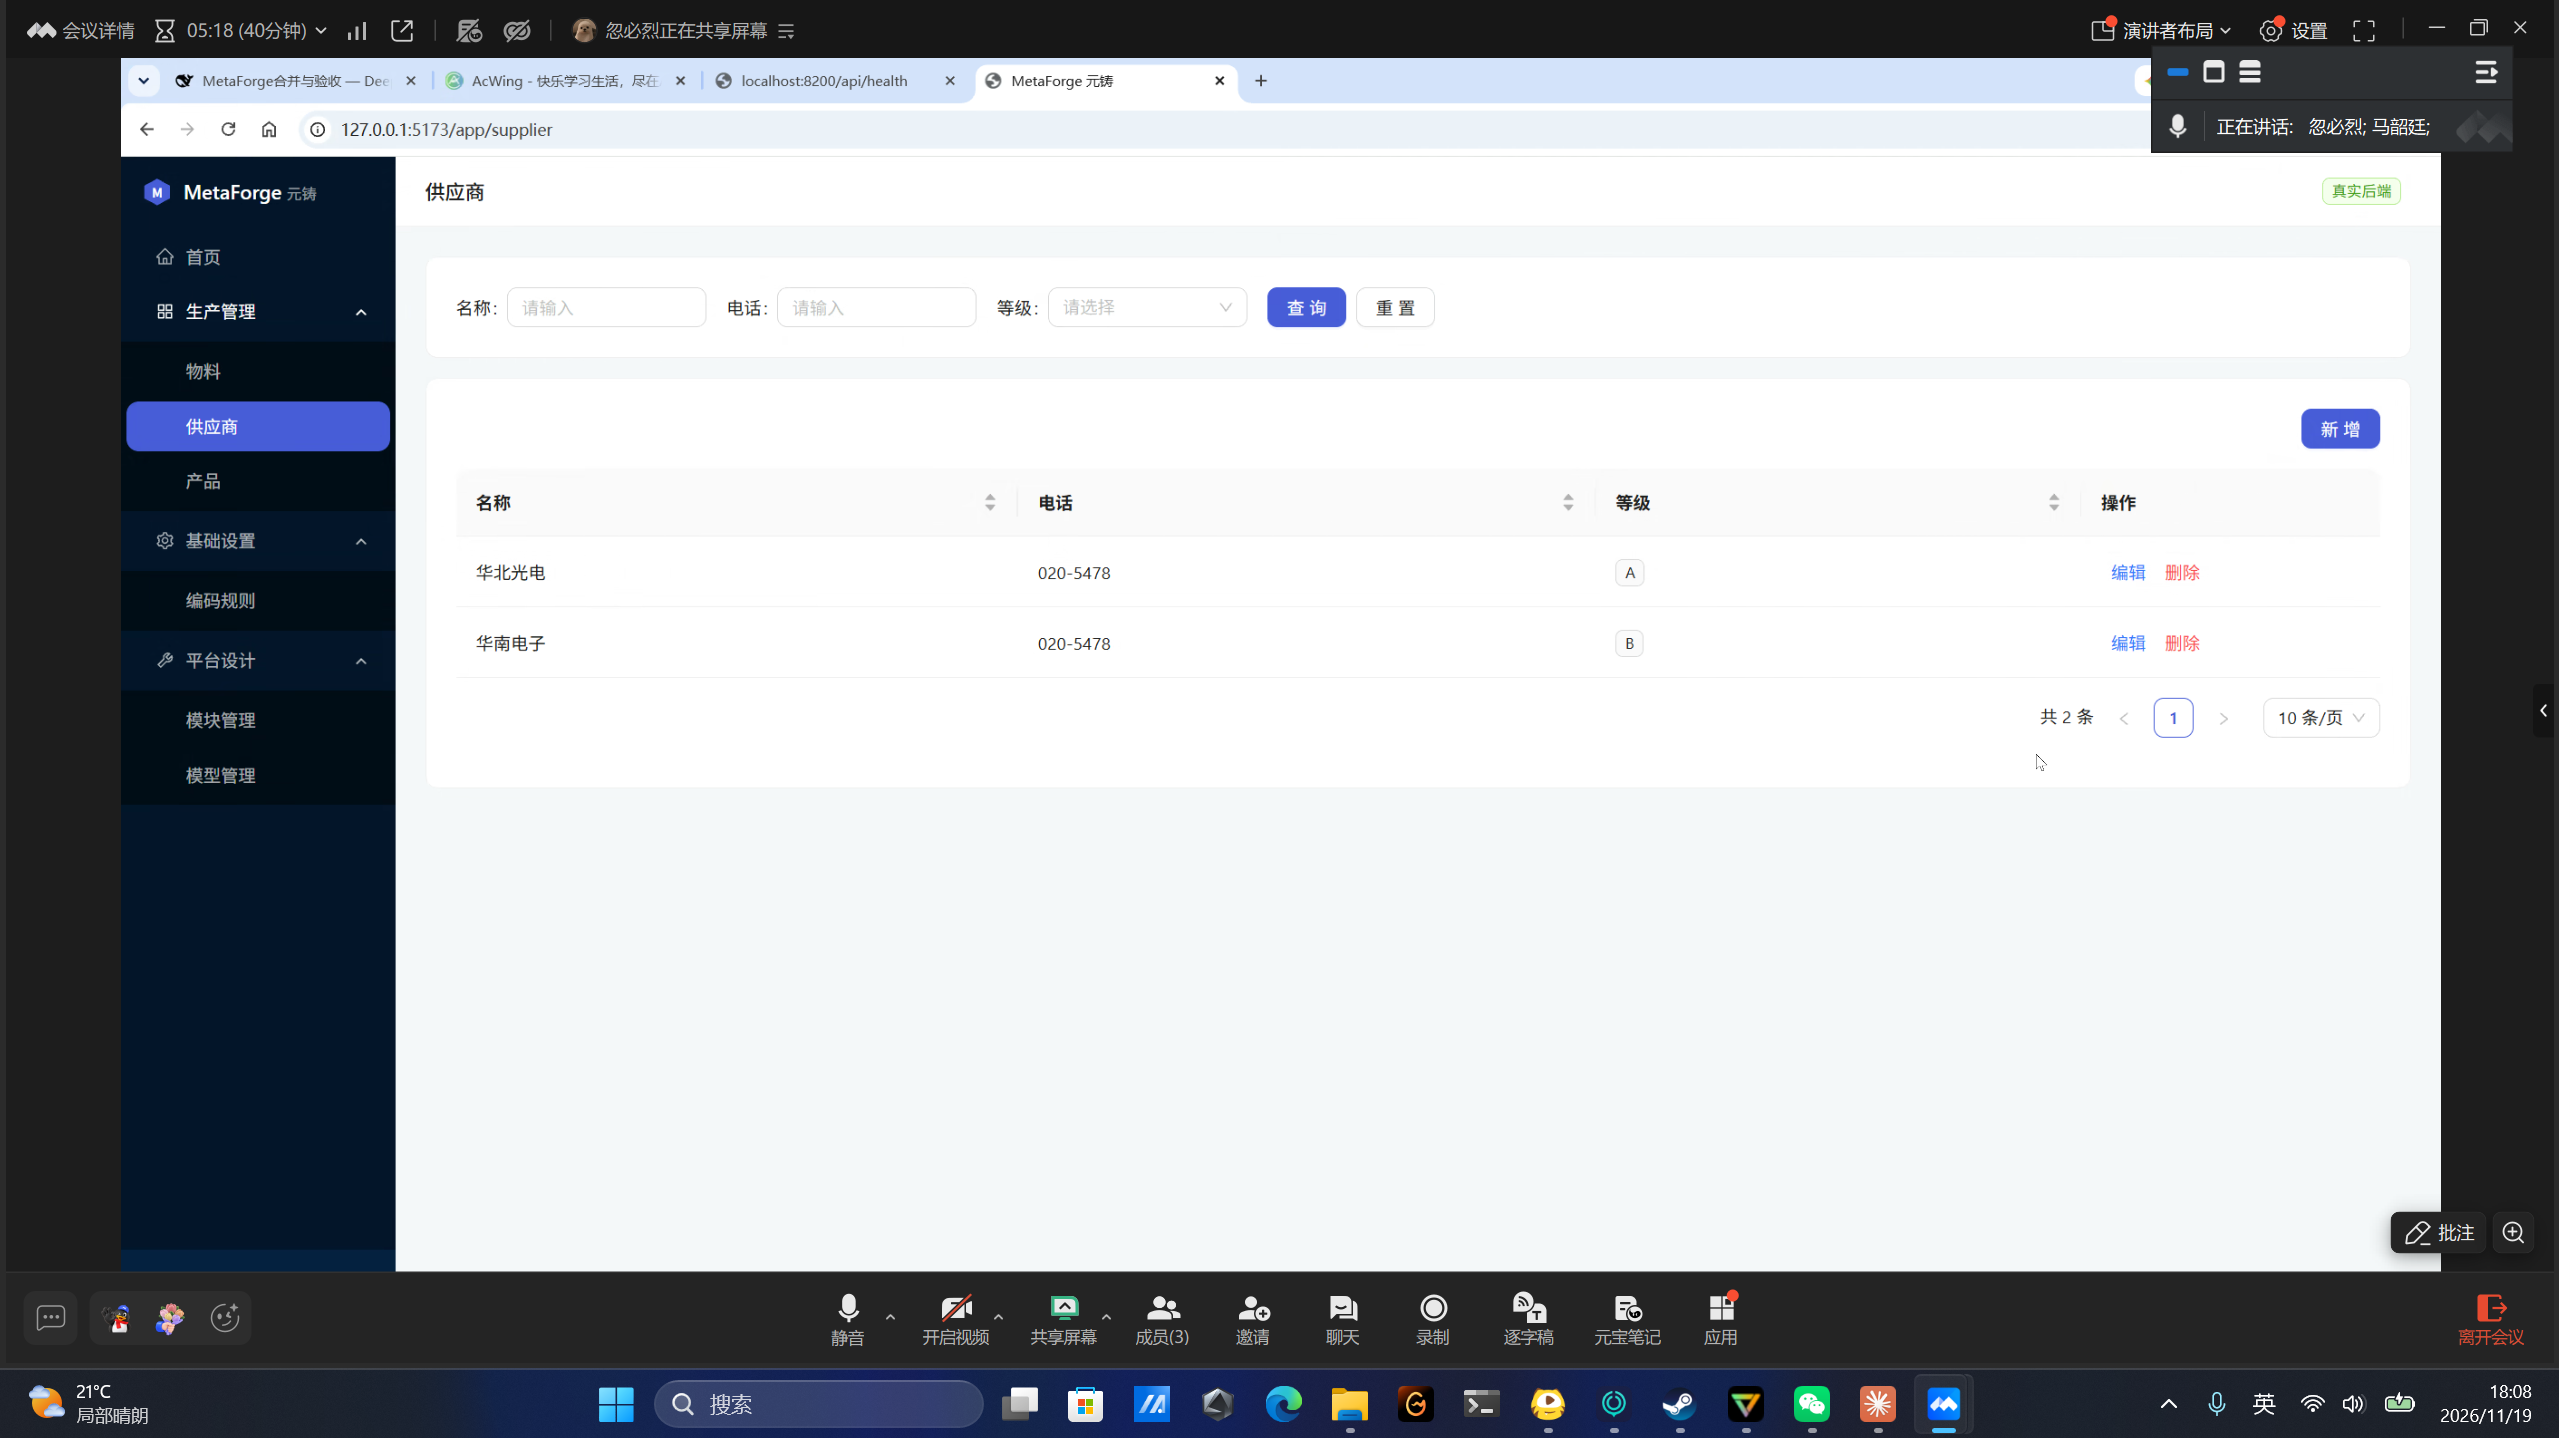 会议详情 05:18 (40分钟) 忽必烈正在共享屏幕 演讲者布局 设置
MetaForge合并与验收 — Dee
AcWing - 快乐学习生活，尽在
localhost:8200/api/health
MetaForge 元铸
正在讲话: 忽必烈; 马韶廷;
127.0.0.1:5173/app/supplier
M MetaForge 元铸
首页
生产管理
物料
供应商
产品
基础设置
编码规则
平台设计
模块管理
模型管理
供应商 真实后端
名称: 请输入 电话: 请输入 等级: 请选择 查 询 重 置
新 增
名称 电话 等级 操作
华北光电 020-5478 A 编辑 删除
华南电子 020-5478 B 编辑 删除
共 2 条 1 10 条/页
批注
静音 开启视频 共享屏幕 成员(3) 邀请 聊天 录制 逐字稿 元宝笔记 应用 离开会议
21°C
局部晴朗
搜索
英
18:08
2026/11/19